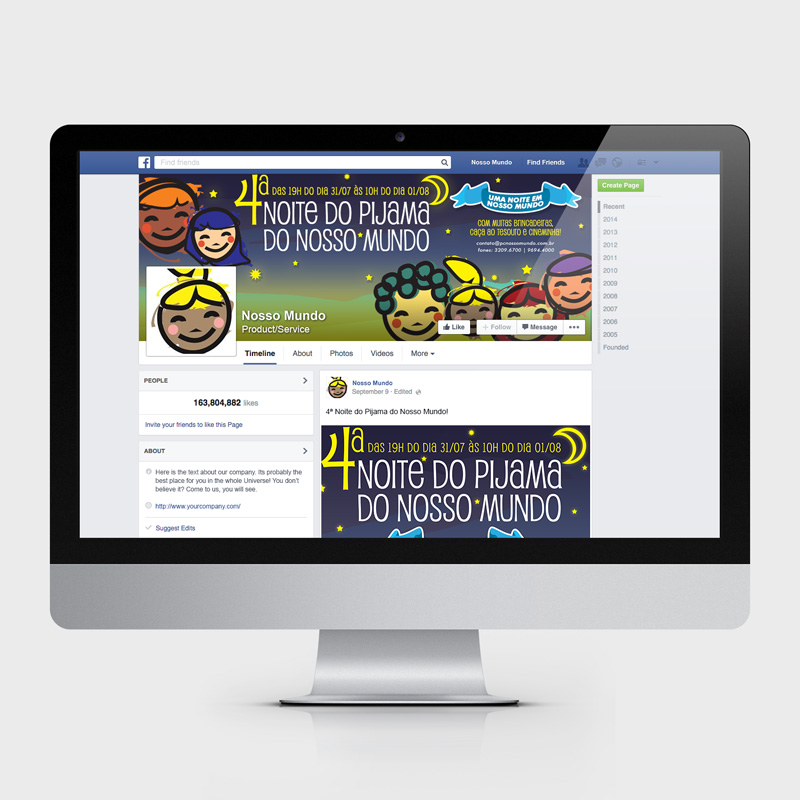 Find friends
Nosso Mundo
Find Friends
4ª DAS 19H DO DIA 31/07 ÀS 10H DO DIA 01/08
NOITE DO PIJAMA
DO NOSSO MUNDO
UMA NOITE EM
NOSSO MUNDO
COM MUITAS BRINCADEIRAS,
CAÇA AO TESOURO E CINEMINHA!
contato@pcnossomundo.com.br
fones: 3209.6700 | 9694.4000
Nosso Mundo
Product/Service
Like
+ Follow
Message
Timeline
About
Photos
Videos
More
Create Page
Recent
2014
2013
2012
2011
2010
2009
2008
2007
2006
2005
Founded
PEOPLE
163,804,882 likes
Invite your friends to like this Page
ABOUT
Here is the text about our company. Its probably the
best place for you in the whole Universe! You don't
believe it? Come to us, you will see.
http://www.yourcompany.com/
Suggest Edits
Nosso Mundo
September 9 · Edited
4ª Noite do Pijama do Nosso Mundo!
4ª DAS 19H DO DIA 31/07 ÀS 10H DO DIA 01/08
NOITE DO PIJAMA
DO NOSSO MUNDO